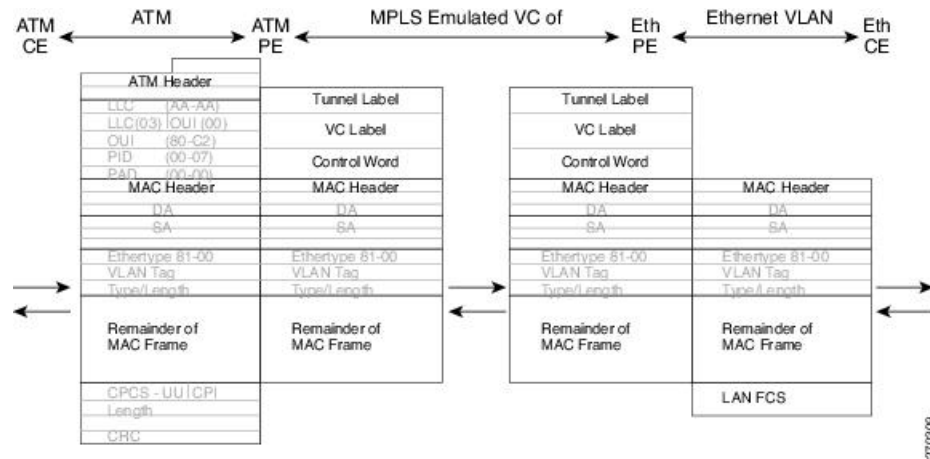 ATM CE
ATM
ATM PE
MPLS Emulated VC of
Eth PE
Ethernet VLAN
Eth CE
ATM Header
LLC (AA-AA)
LLC(03) OUI (00)
OUI (80-C2)
PID (00-07)
PAD (00-00)
MAC Header
DA
SA
Ethertype 81-00
VLAN Tag
Type/Length
Remainder of
MAC Frame
CPCS - UU CPI
Length
CRC
Tunnel Label
VC Label
Control Word
MAC Header
DA
SA
Ethertype 81-00
VLAN Tag
Type/Length
Remainder of
MAC Frame
Tunnel Label
VC Label
Control Word
MAC Header
DA
SA
Ethertype 81-00
VLAN Tag
Type/Length
Remainder of
MAC Frame
MAC Header
DA
SA
Ethertype 81-00
VLAN Tag
Type/Length
Remainder of
MAC Frame
LAN FCS